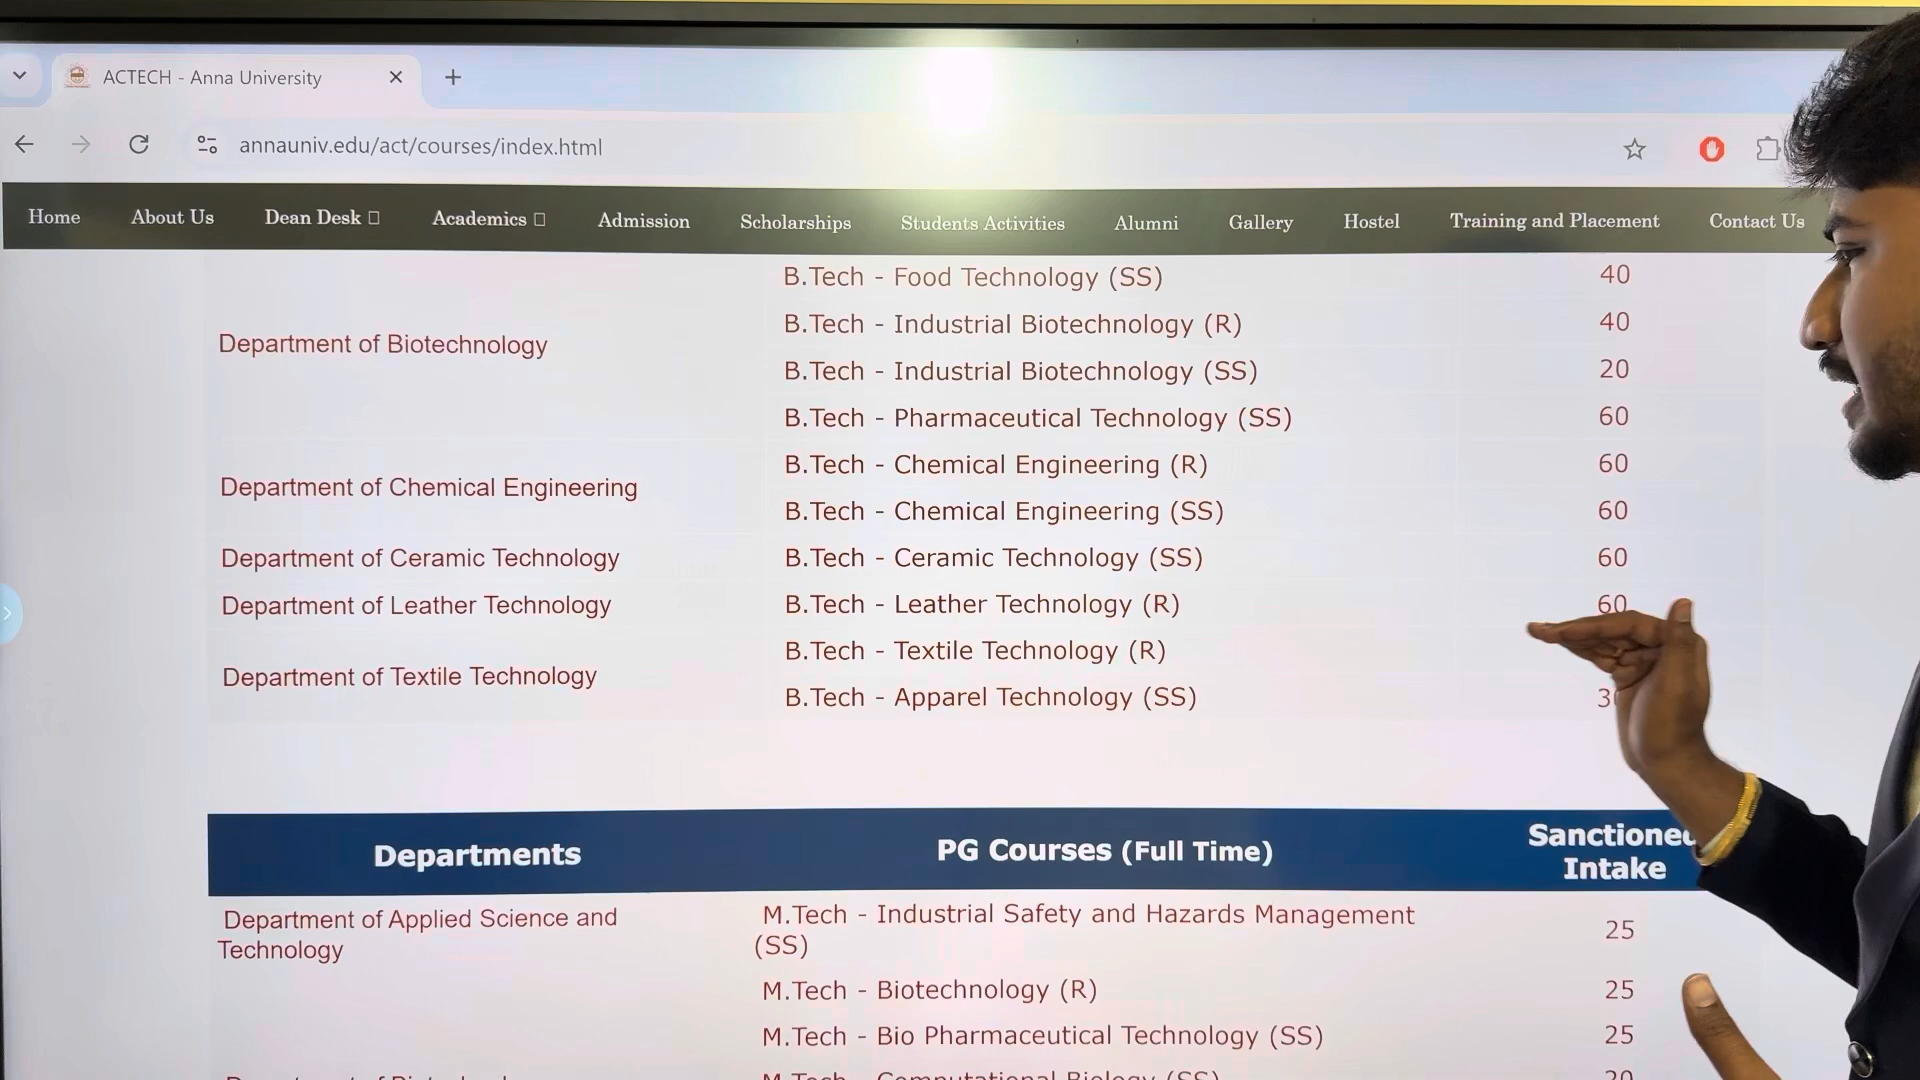 ACTECH - Anna University
annauniv.edu/act/courses/index.html
Home About Us Dean Desk Academics Admission Scholarships Students Activities Alumni Gallery Hostel Training and Placement Contact Us
B.Tech - Food Technology (SS) 40
Department of Biotechnology
B.Tech - Industrial Biotechnology (R) 40
B.Tech - Industrial Biotechnology (SS) 20
B.Tech - Pharmaceutical Technology (SS) 60
Department of Chemical Engineering
B.Tech - Chemical Engineering (R) 60
B.Tech - Chemical Engineering (SS) 60
Department of Ceramic Technology B.Tech - Ceramic Technology (SS) 60
Department of Leather Technology B.Tech - Leather Technology (R) 60
Department of Textile Technology
B.Tech - Textile Technology (R)
B.Tech - Apparel Technology (SS)
Departments PG Courses (Full Time) Sanctioned
Intake
Department of Applied Science and
Technology
M.Tech - Industrial Safety and Hazards Management
(SS) 25
M.Tech - Biotechnology (R) 25
M.Tech - Bio Pharmaceutical Technology (SS) 25
M.Tech - Computational Biology (SS) 20